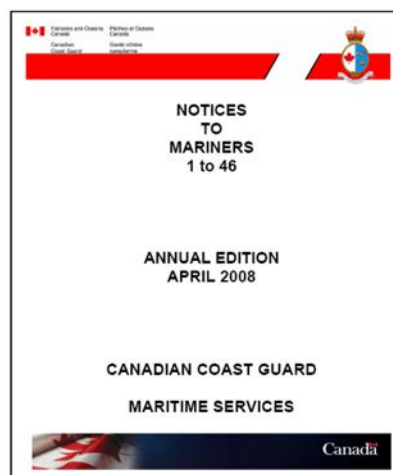 Fisheries and Oceans Pêches et Océans
Canada Canada
Canadian Garde côtière
Coast Guard canadienne
NOTICES
TO
MARINERS
1 to 46
ANNUAL EDITION
APRIL 2008
CANADIAN COAST GUARD
MARITIME SERVICES
Canada